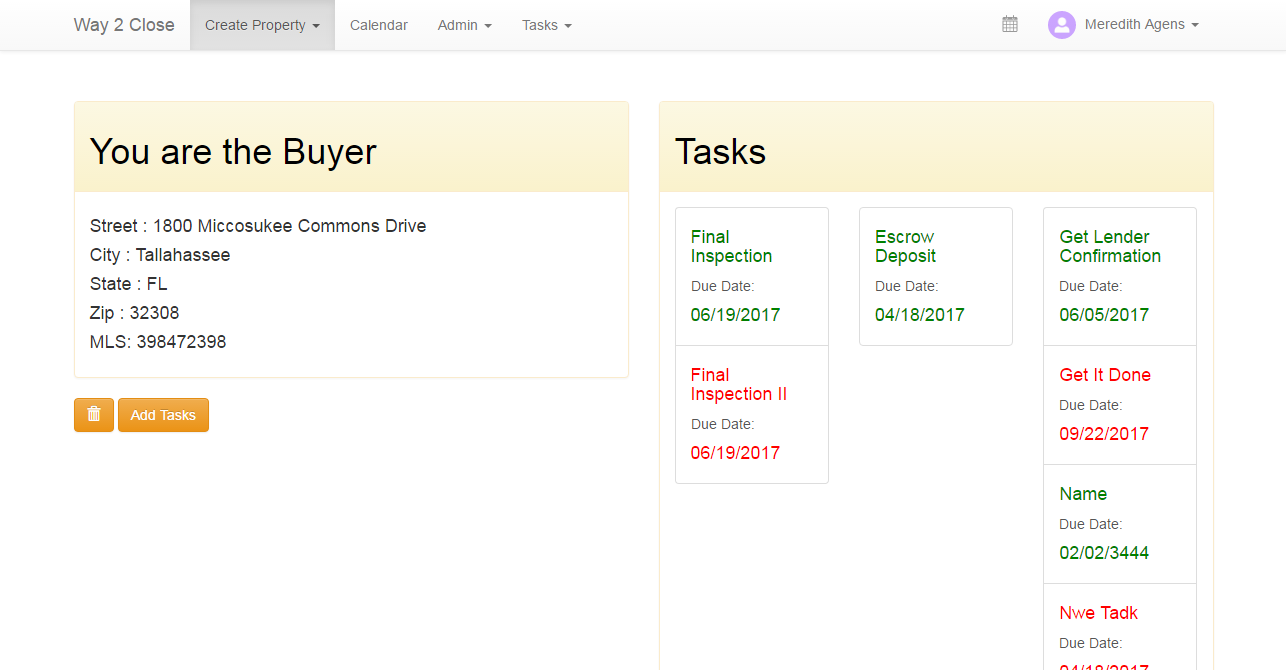 Way 2 Close
Create Property
Calendar
Admin
Tasks
Meredith Agens
You are the Buyer
Street : 1800 Miccosukee Commons Drive
City : Tallahassee
State : FL
Zip : 32308
MLS: 398472398
Add Tasks
Tasks
Final
Inspection
Due Date:
06/19/2017
Final
Inspection II
Due Date:
06/19/2017
Escrow
Deposit
Due Date:
04/18/2017
Get Lender
Confirmation
Due Date:
06/05/2017
Get It Done
Due Date:
09/22/2017
Name
Due Date:
02/02/3444
Nwe Tadk
Due Date:
04/18/2017